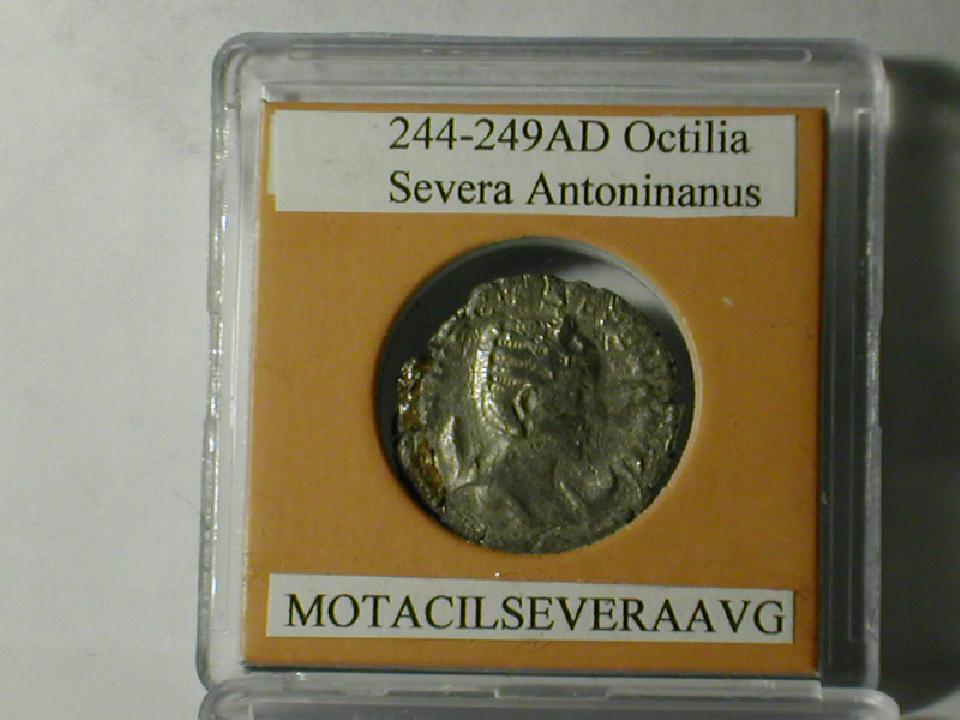 244-249AD Octilia
Severa Antoninanus
MOTACILSEVERAAVG